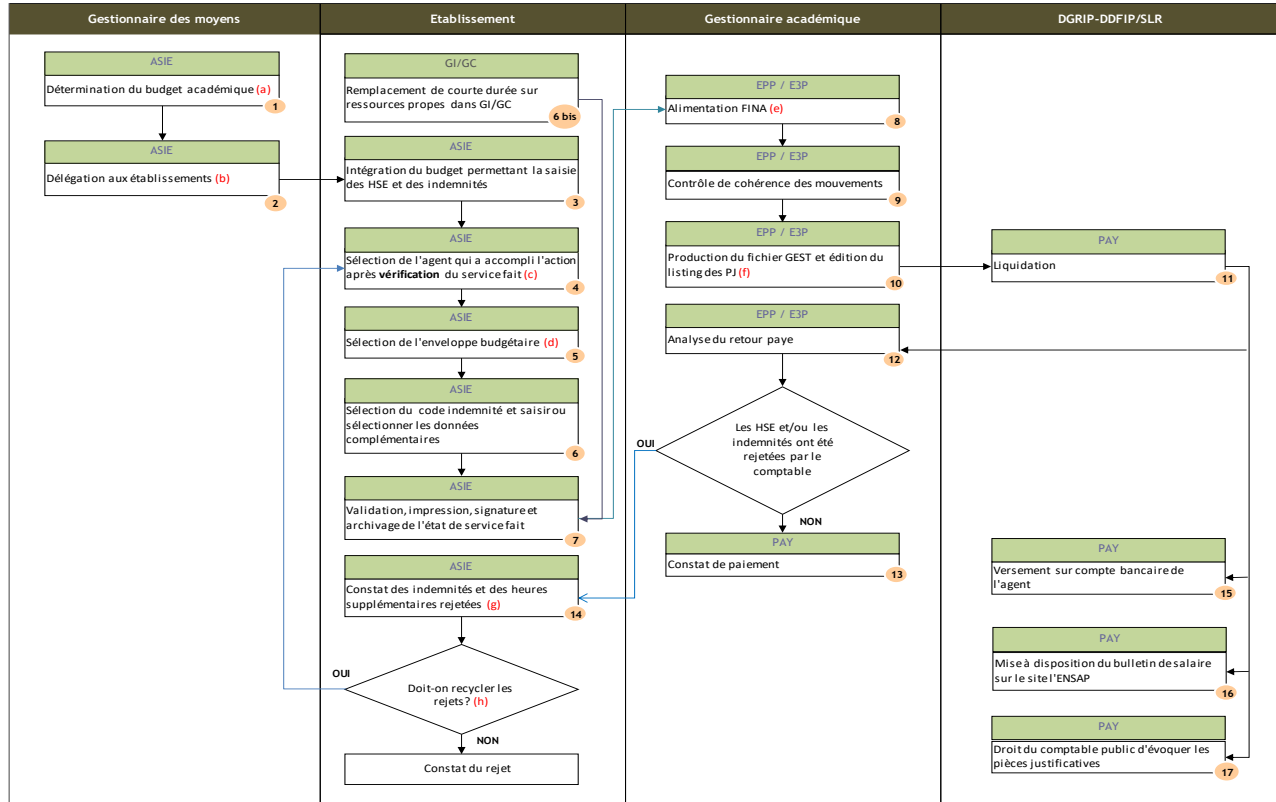 Gestionnaire des moyens
Etablissement
Gestionnaire académique
DGRIP-DDFIP/SLR
ASIE
Détermination du budget académique (a)
1
ASIE
Délégation aux établissements (b)
2
GI/GC
Remplacement de courte durée sur
ressources propes dans GI/GC
6 bis
ASIE
Intégration du budget permettant la saisie
des HSE et des indemnités
3
ASIE
Sélection de l'agent qui a accompli l'action
après vérification du service fait (c)
4
ASIE
Sélection de l'enveloppe budgétaire (d)
5
ASIE
Sélection du code indemnité et saisir ou
sélectionner les données
complémentaires
6
ASIE
Validation, impression, signature et
archivage de l'état de service fait
7
ASIE
Constat des indemnités et des heures
supplémentaires rejetées (g)
14
OUI
Doit-on recycler les
rejets? (h)
NON
Constat du rejet
EPP / E3P
Alimentation FINA (e)
8
EPP / E3P
Contrôle de cohérence des mouvements
9
EPP / E3P
Production du fichier GEST et édition du
listing des PJ (f)
10
EPP / E3P
Analyse du retour paye
12
OUI
Les HSE et/ou les
indemnités ont été
rejetées par le
comptable
NON
PAY
Constat de paiement
13
PAY
Liquidation
11
PAY
Versement sur compte bancaire de
l'agent
15
PAY
Mise à disposition du bulletin de salaire
sur le site l'ENSAP
16
PAY
Droit du comptable public d'évoquer les
pièces justificatives
17